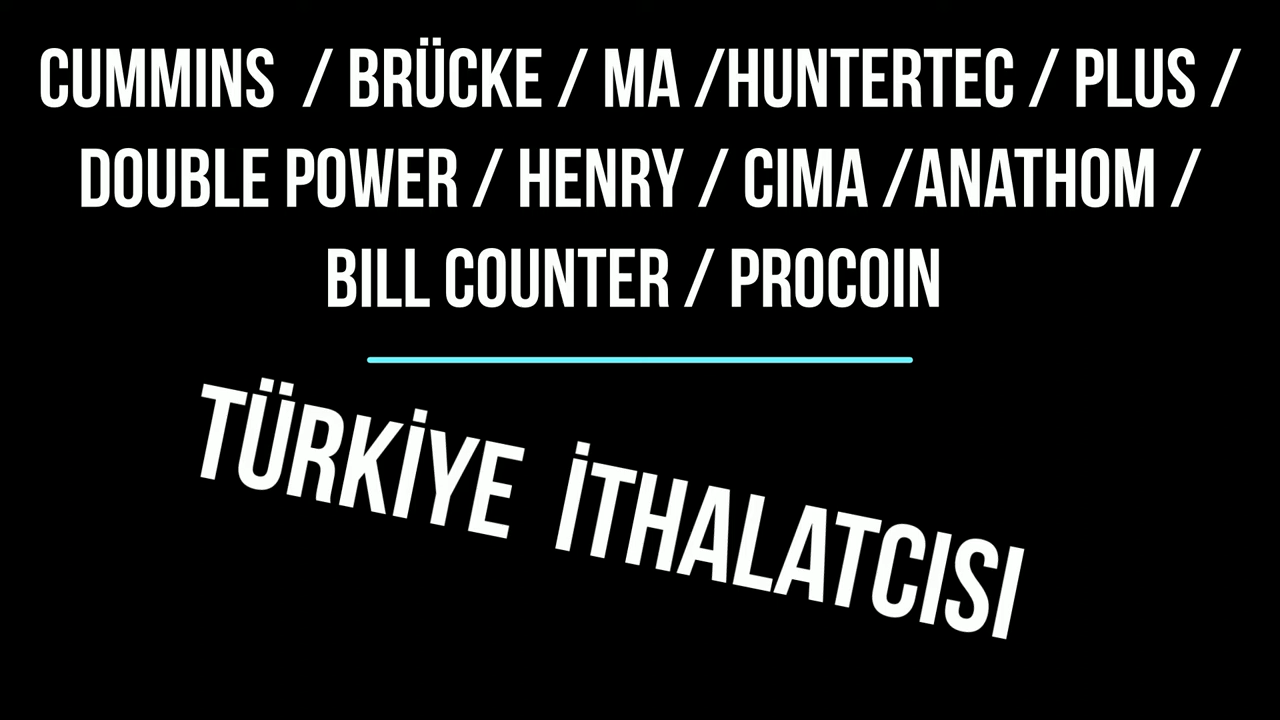 CUMMINS / BRÜCKE / MA /HUNTERTEC / PLUS /
DOUBLE POWER / HENRY / CIMA /ANATHOM /
BILL COUNTER / PROCOIN
TÜRKİYE İTHALATCISI